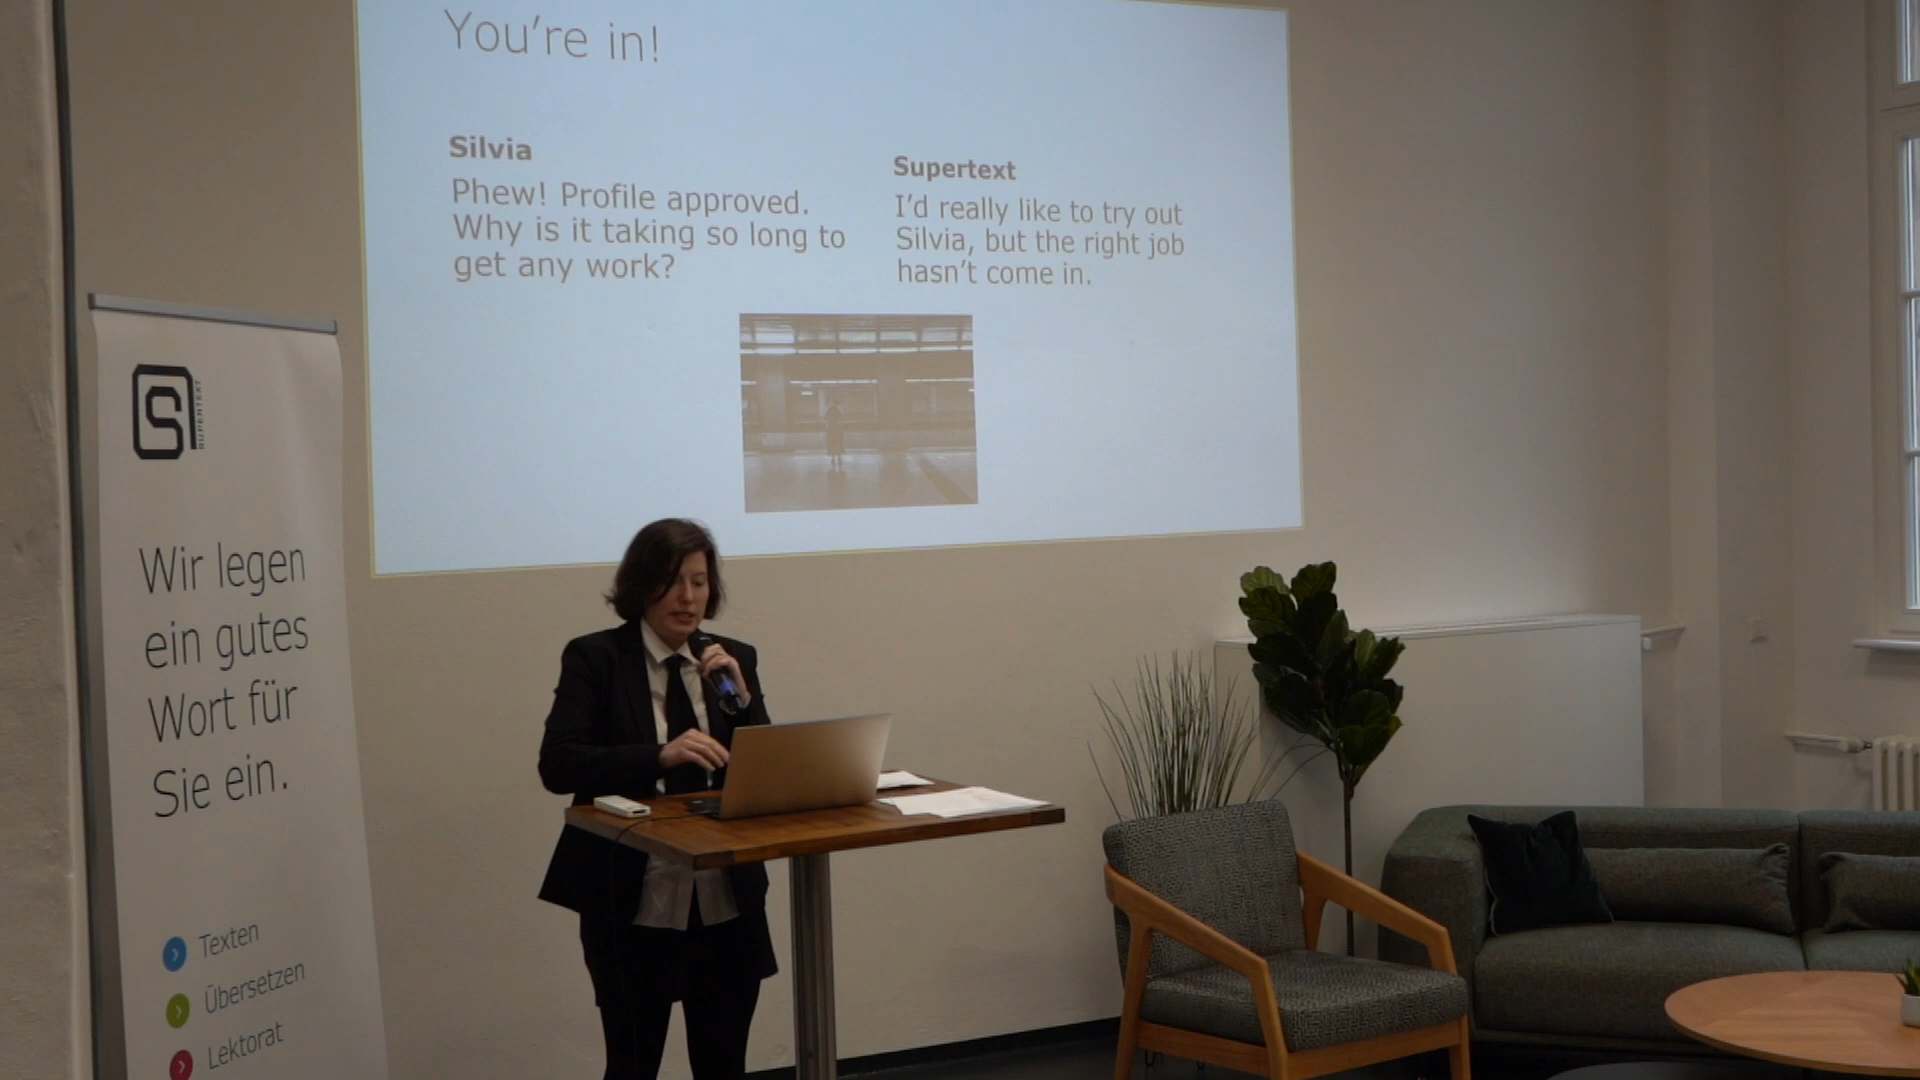 You're in!
Silvia
Phew! Profile approved.
Why is it taking so long to
get any work?
Supertext
I'd really like to try out
Silvia, but the right job
hasn't come in.
S
SUPERTEXT
Wir legen
ein gutes
Wort für
Sie ein.
Texten
Übersetzen
Lektorat